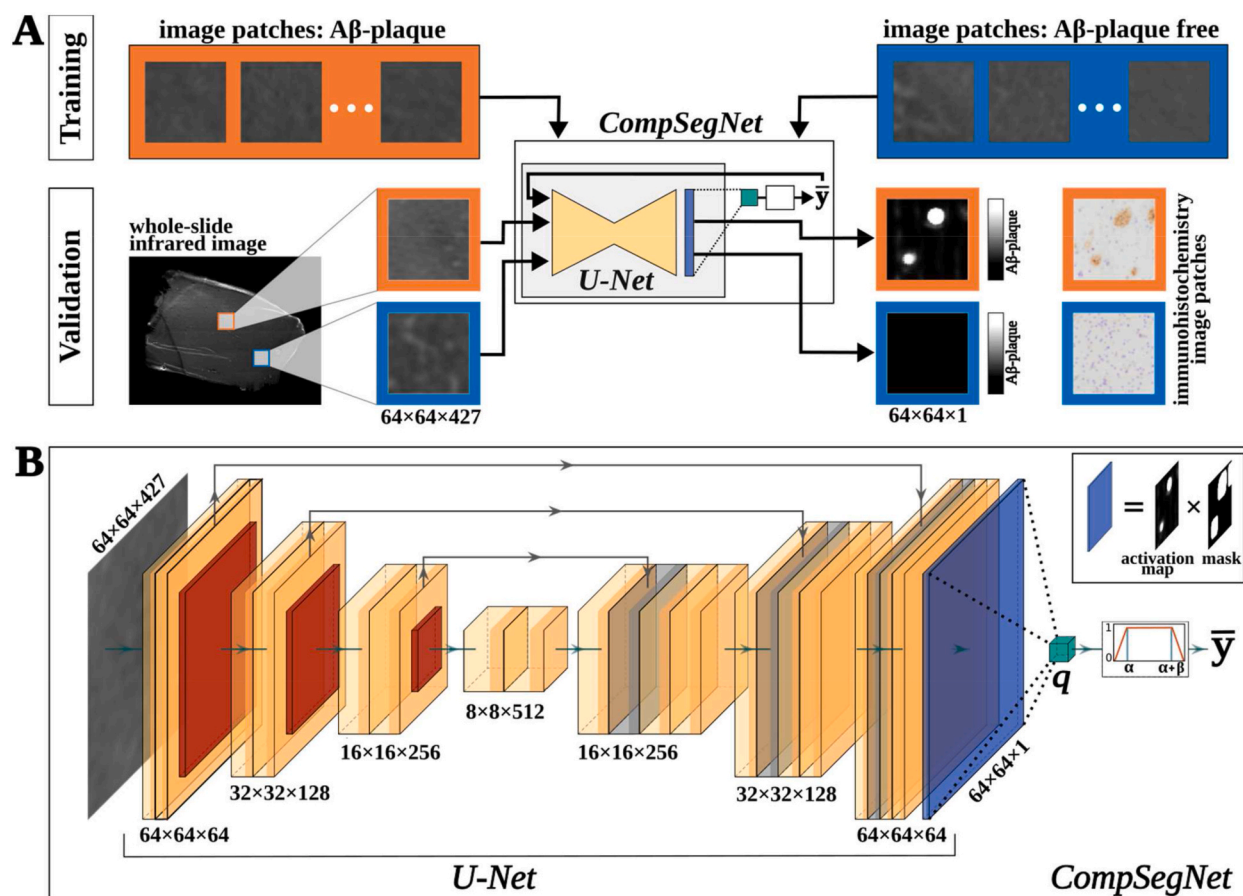 A
Training
image patches: Aβ-plaque
image patches: Aβ-plaque free
CompSegNet
Validation
whole-slide
infrared image
U-Net
y
Aβ-plaque
Aβ-plaque
immunohistochemistry
image patches
64×64×427
64×64×1
B
64×64×427
64×64×64
32×32×128
16×16×256
8×8×512
16×16×256
32×32×128
64×64×64
64×64×1
= ×
activation
map
mask
q
1
0
α
α+β
y
U-Net
CompSegNet